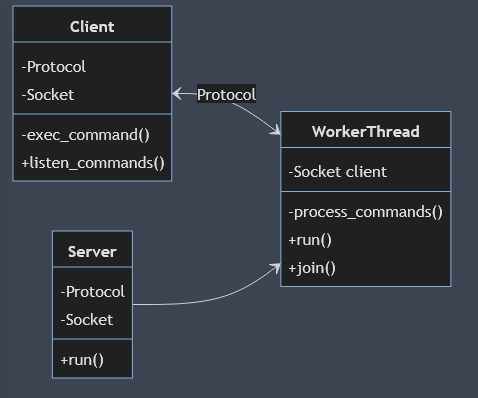 Client
-Protocol
-Socket
-exec_command()
+listen_commands()
Protocol
WorkerThread
-Socket client
-process_commands()
+run()
+join()
Server
-Protocol
-Socket
+run()